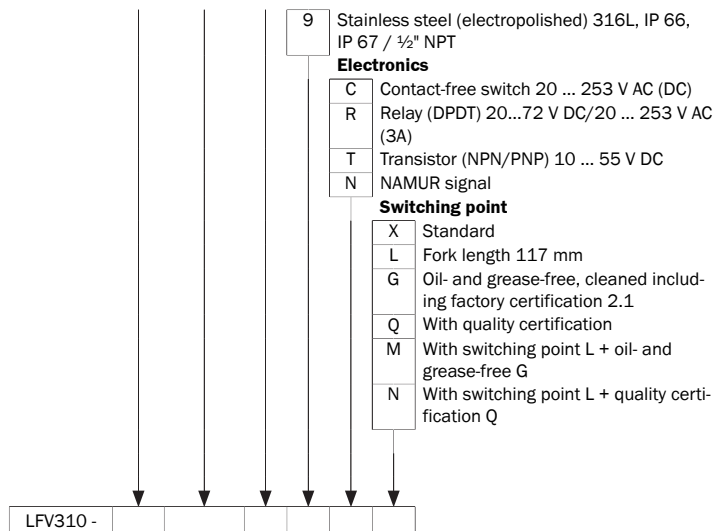 9 Stainless steel (electropolished) 316L, IP 66,
IP 67 / ½" NPT
Electronics
C Contact-free switch 20 ... 253 V AC (DC)
R Relay (DPDT) 20...72 V DC/20 ... 253 V AC
(3A)
T Transistor (NPN/PNP) 10 ... 55 V DC
N NAMUR signal
Switching point
X Standard
L Fork length 117 mm
G Oil- and grease-free, cleaned includ-
ing factory certification 2.1
Q With quality certification
M With switching point L + oil- and
grease-free G
N With switching point L + quality certi-
fication Q
LFV310 -